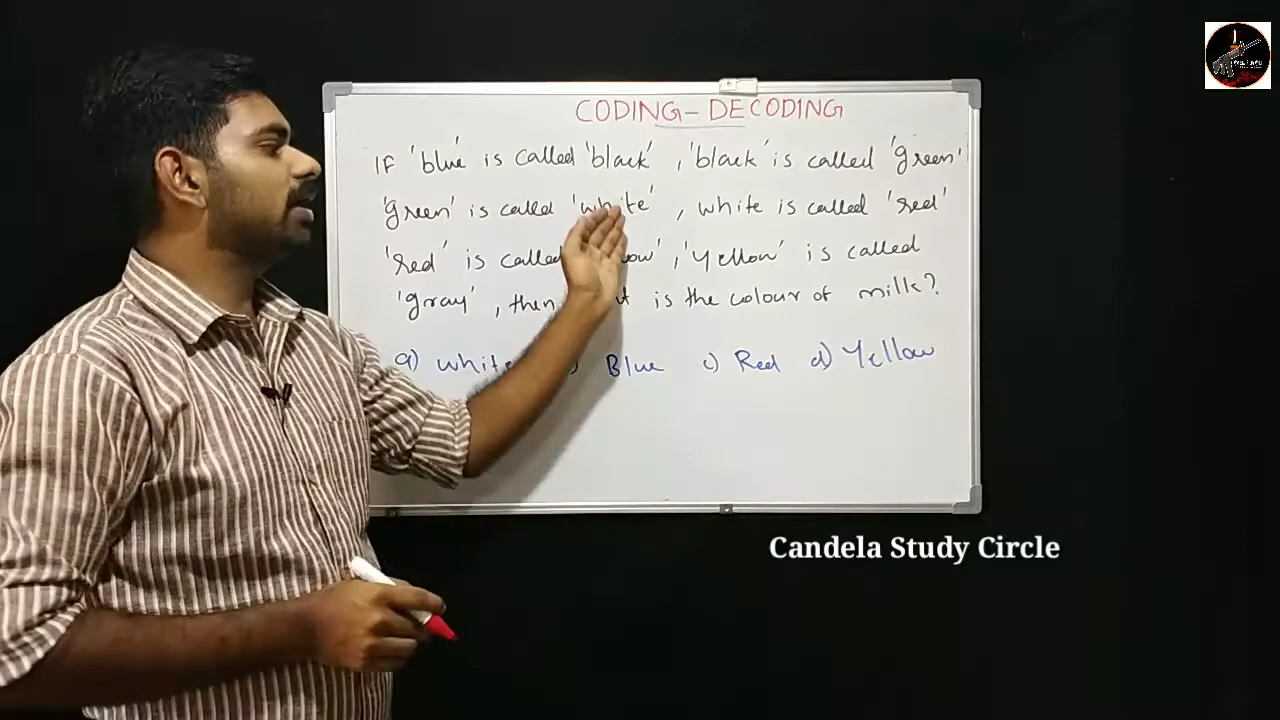 CODING-DECODING
IF 'blue' is called 'black', 'black' is called 'green'
'green' is called 'white', white is called 'red'
'red' is called 'yellow', 'yellow' is called
'gray', then is the colour of milk?
a) white Blue c) Red d) Yellow
Candela Study Circle